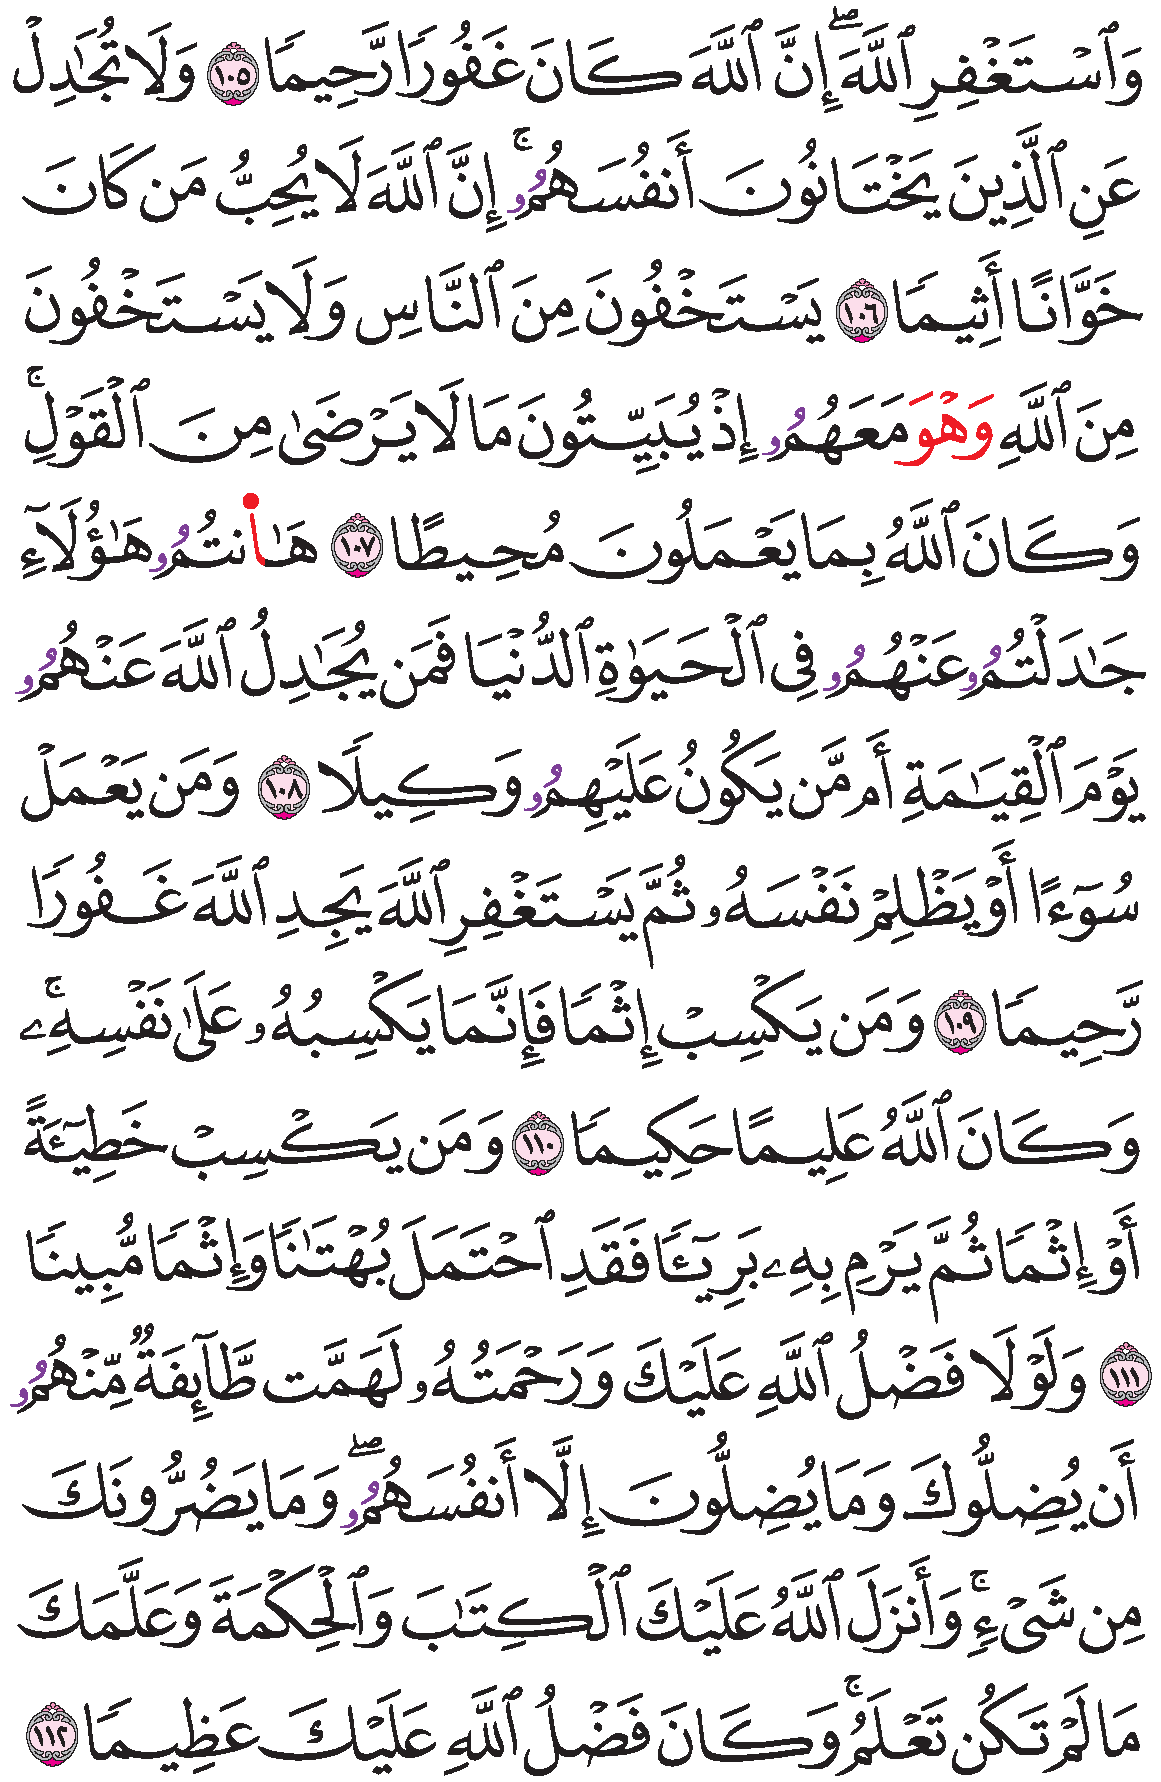 وَٱسۡتَغۡفِرِ ٱللَّهَۖ إِنَّ ٱللَّهَ كَانَ غَفُورٗا رَّحِيمٗا ١٠٥ وَلَا تُجَٰدِلۡ
عَنِ ٱلَّذِينَ يَخۡتَانُونَ أَنفُسَهُمُۥۚ إِنَّ ٱللَّهَ لَا يُحِبُّ مَن كَانَ
خَوَّانًا أَثِيمٗا ١٠٦ يَسۡتَخۡفُونَ مِنَ ٱلنَّاسِ وَلَا يَسۡتَخۡفُونَ
مِنَ ٱللَّهِ وَهۡوَ مَعَهُمُۥ إِذۡ يُبَيِّتُونَ مَا لَا يَرۡضَىٰ مِنَ ٱلۡقَوۡلِۚ
وَكَانَ ٱللَّهُ بِمَا يَعۡمَلُونَ مُحِيطًا ١٠٧ هَٰا۬نتُمُۥ هَٰؤُلَآءِ
جَٰدَلۡتُمُۥ عَنۡهُمُۥ فِي ٱلۡحَيَوٰةِ ٱلدُّنۡيَا فَمَن يُجَٰدِلُ ٱللَّهَ عَنۡهُمُۥ
يَوۡمَ ٱلۡقِيَٰمَةِ أَم مَّن يَكُونُ عَلَيۡهِمُۥ وَكِيلٗا ١٠٨ وَمَن يَعۡمَلۡ
سُوٓءًا أَوۡ يَظۡلِمۡ نَفۡسَهُۥ ثُمَّ يَسۡتَغۡفِرِ ٱللَّهَ يَجِدِ ٱللَّهَ غَفُورٗا
رَّحِيمٗا ١٠٩ وَمَن يَكۡسِبۡ إِثۡمٗا فَإِنَّمَا يَكۡسِبُهُۥ عَلَىٰ نَفۡسِهِۦۚ
وَكَانَ ٱللَّهُ عَلِيمًا حَكِيمٗا ١١٠ وَمَن يَكۡسِبۡ خَطِيٓـَٔةً
أَوۡ إِثۡمٗا ثُمَّ يَرۡمِ بِهِۦ بَرِيٓـٔٗا فَقَدِ ٱحۡتَمَلَ بُهۡتَٰنٗا وَإِثۡمٗا مُّبِينٗا
١١١ وَلَوۡلَا فَضۡلُ ٱللَّهِ عَلَيۡكَ وَرَحۡمَتُهُۥ لَهَمَّت طَّآئِفَةٞ مِّنۡهُمُۥ
أَن يُضِلُّوكَ وَمَا يُضِلُّونَ إِلَّا أَنفُسَهُمُۥۖ وَمَا يَضُرُّونَكَ
مِن شَيۡءٖۚ وَأَنزَلَ ٱللَّهُ عَلَيۡكَ ٱلۡكِتَٰبَ وَٱلۡحِكۡمَةَ وَعَلَّمَكَ
مَا لَمۡ تَكُن تَعۡلَمُۚ وَكَانَ فَضۡلُ ٱللَّهِ عَلَيۡكَ عَظِيمٗا ١١٢